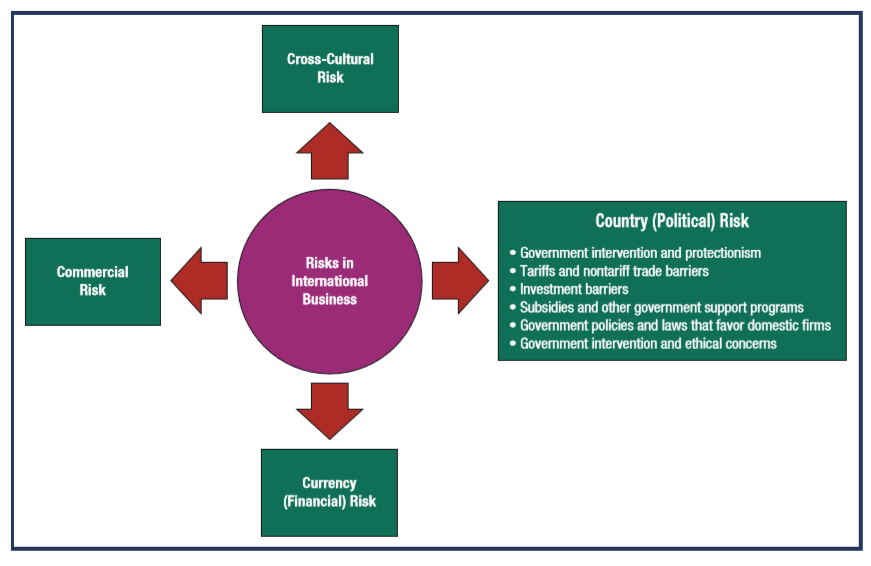 Cross-Cultural
Risk
Commercial
Risk
Risks in
International
Business
Country (Political) Risk
• Government intervention and protectionism
• Tariffs and nontariff trade barriers
• Investment barriers
• Subsidies and other government support programs
• Government policies and laws that favor domestic firms
• Government intervention and ethical concerns
Currency
(Financial) Risk